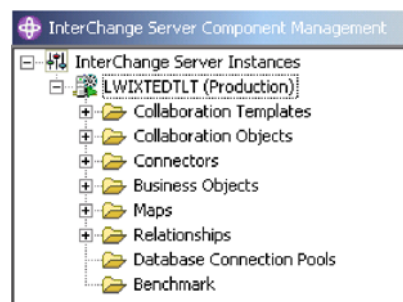 InterChange Server Component Management
InterChange Server Instances
LWIXTEDTLT (Production)
Collaboration Templates
Collaboration Objects
Connectors
Business Objects
Maps
Relationships
Database Connection Pools
Benchmark